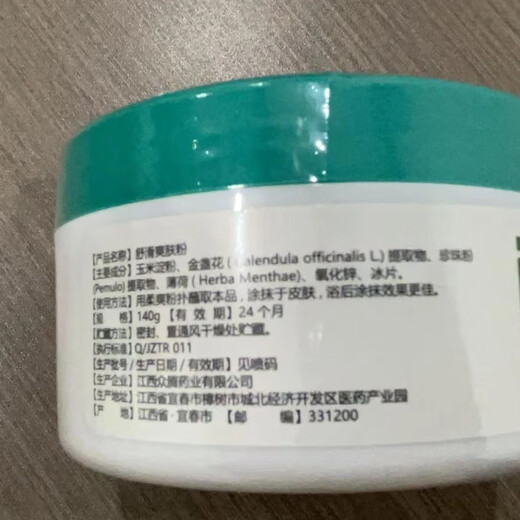 【产品名称】舒滑爽肤粉
【主要成分】玉米淀粉、金盏花 ( Calendula officinalis L.) 提取物、珍珠粉
(Pemulo) 提取物、薄荷 ( Herba Menthae)、氧化锌、冰片。
【使用方法】用柔爽粉扑蘸取本品，涂抹于皮肤，浴后涂抹效果更佳。
【规 格】140g 【有 效 期】24 个月
【贮藏方法】密封、置通风干燥处贮藏。
【执行标准】Q/JZTR 011
【生产批号/ 生产日期 / 有效期】见喷码
【生产企业】江西众腾药业有限公司
【生产地址】江西省宜春市樟树市城北经济开发区医药产业园
【产 地】江西省·宜春市 【邮 编】331200